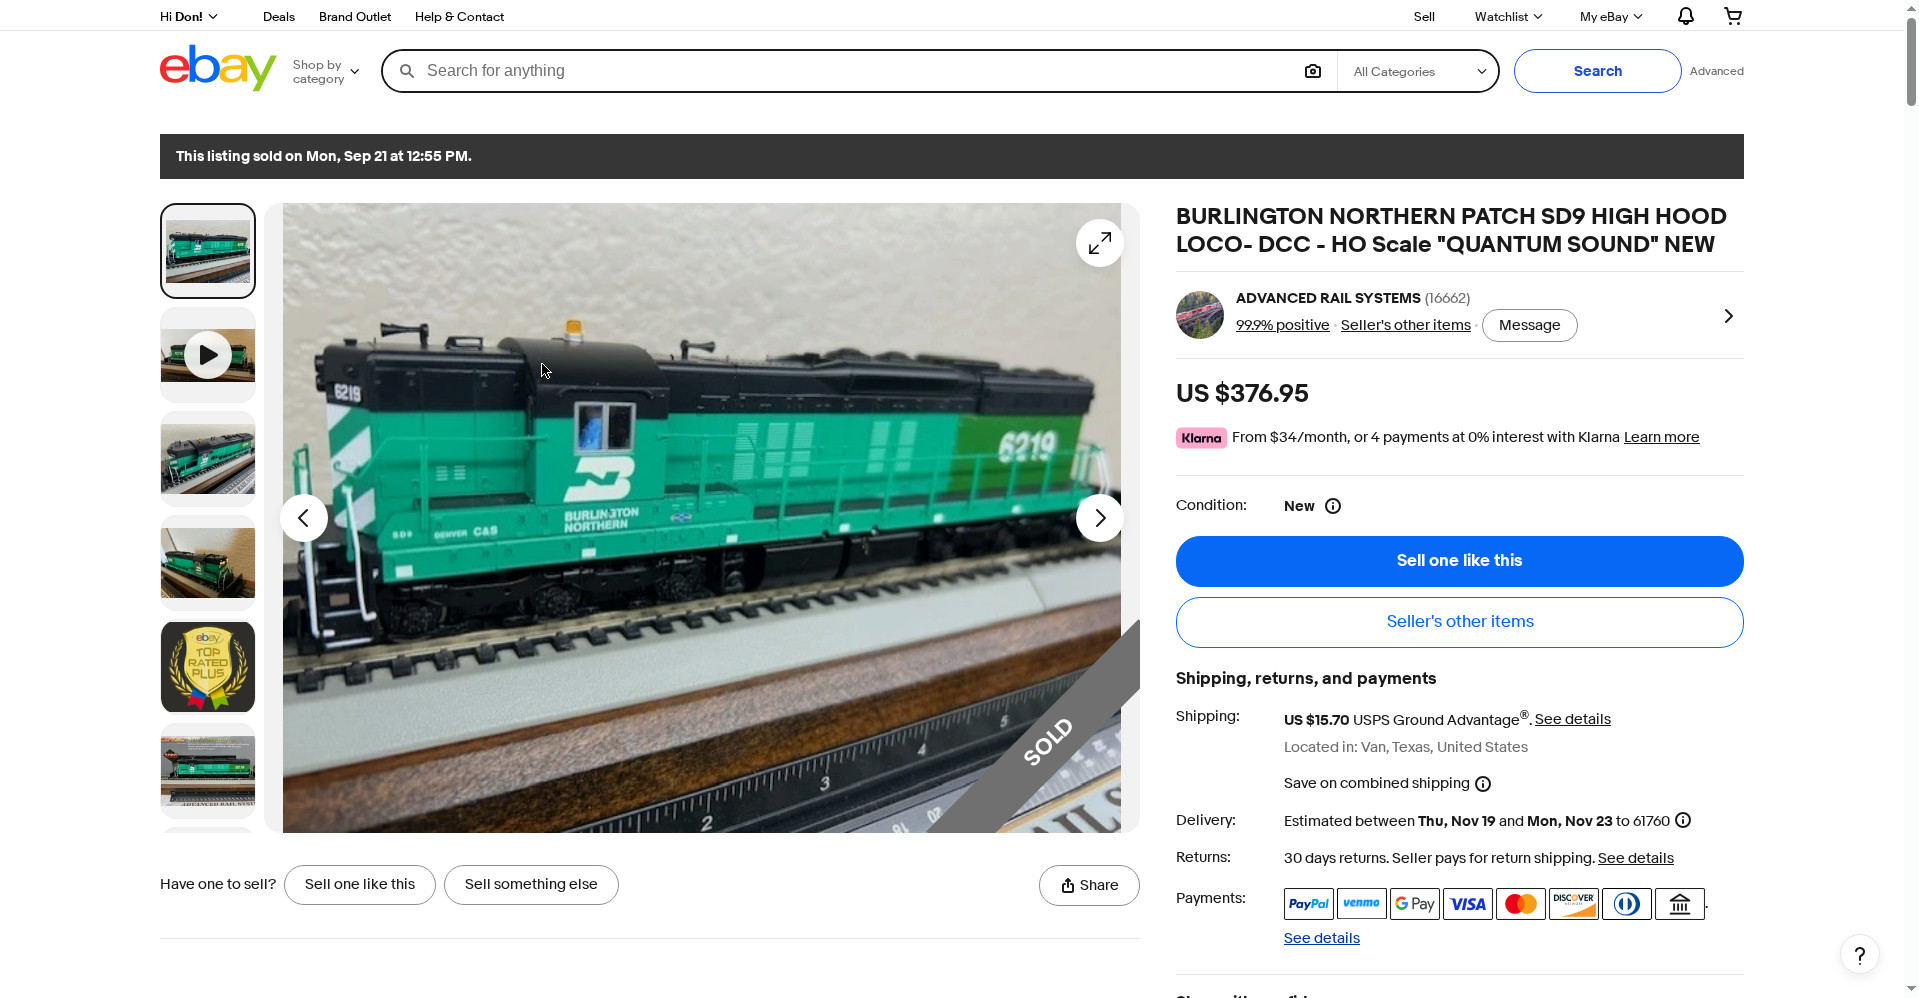 Hi Don!
Deals
Brand Outlet
Help & Contact
Sell
Watchlist
My eBay
ebay
Shop by category
Search for anything
All Categories
Search
Advanced
This listing sold on Mon, Sep 21 at 12:55 PM.
6219
6219
BURLINGTON
NORTHERN
SD9 DENVER C&S
2
3
4
5
SOLD
ebay
TOP
RATED
PLUS
BURLINGTON NORTHERN PATCH SD9 HIGH HOOD
LOCO- DCC - HO Scale "QUANTUM SOUND" NEW
ADVANCED RAIL SYSTEMS (16662)
99.9% positive · Seller's other items · Message
US $376.95
Klarna From $34/month, or 4 payments at 0% interest with Klarna Learn more
Condition: New
Sell one like this
Seller's other items
Shipping, returns, and payments
Shipping: US $15.70 USPS Ground Advantage®. See details
Located in: Van, Texas, United States
Save on combined shipping
Delivery: Estimated between Thu, Nov 19 and Mon, Nov 23 to 61760
Returns: 30 days returns. Seller pays for return shipping. See details
Payments: PayPal venmo G Pay VISA DISCOVER
See details
Have one to sell? Sell one like this Sell something else
Share
?